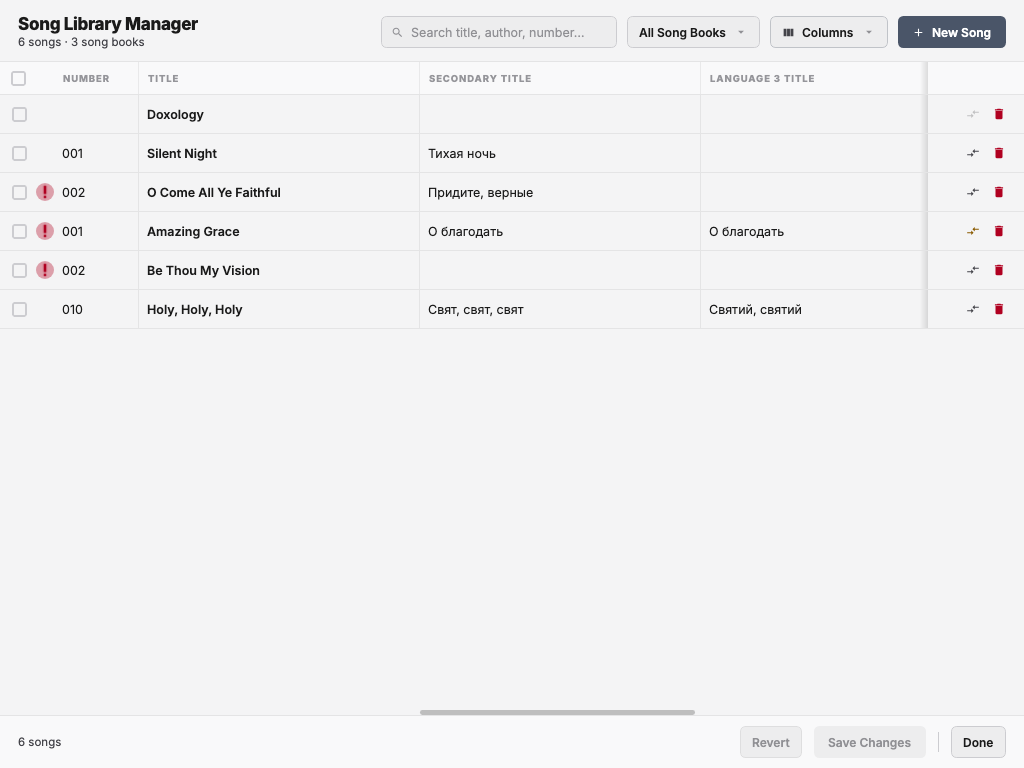 Song Library Manager
6 songs · 3 song books
Search title, author, number...
All Song Books
Columns
New Song
NUMBER TITLE SECONDARY TITLE LANGUAGE 3 TITLE
Doxology
001 Silent Night Тихая ночь
002 O Come All Ye Faithful Придите, верные
001 Amazing Grace О благодать О благодать
002 Be Thou My Vision
010 Holy, Holy, Holy Свят, свят, свят Святий, святий
6 songs
Revert
Save Changes
Done